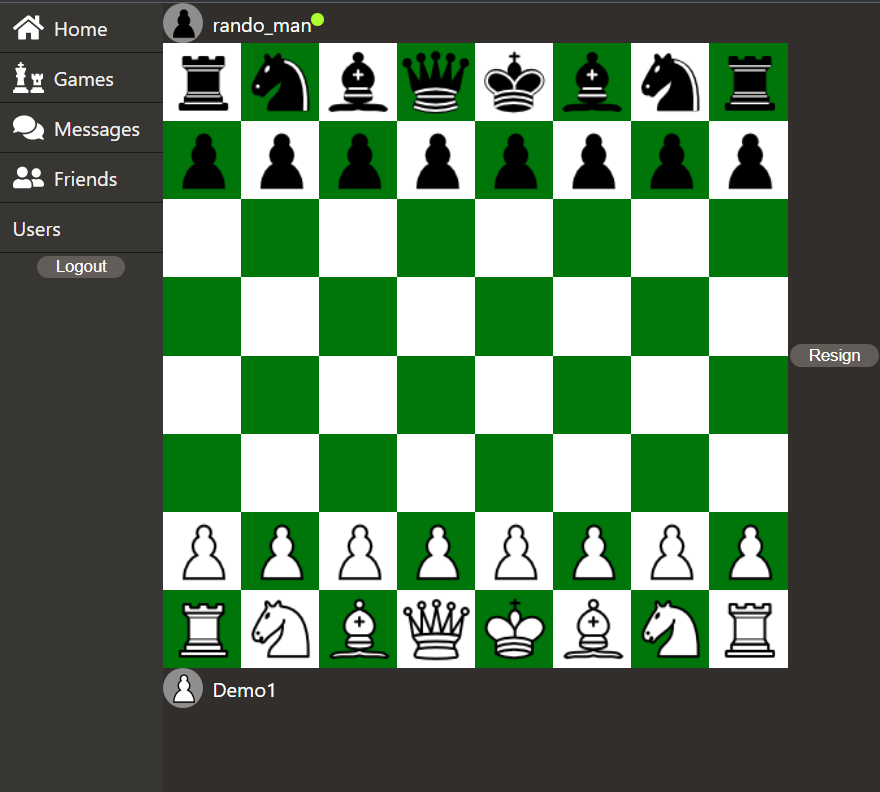 Home
Games
Messages
Friends
Users
Logout
rando_man
Resign
Demo1